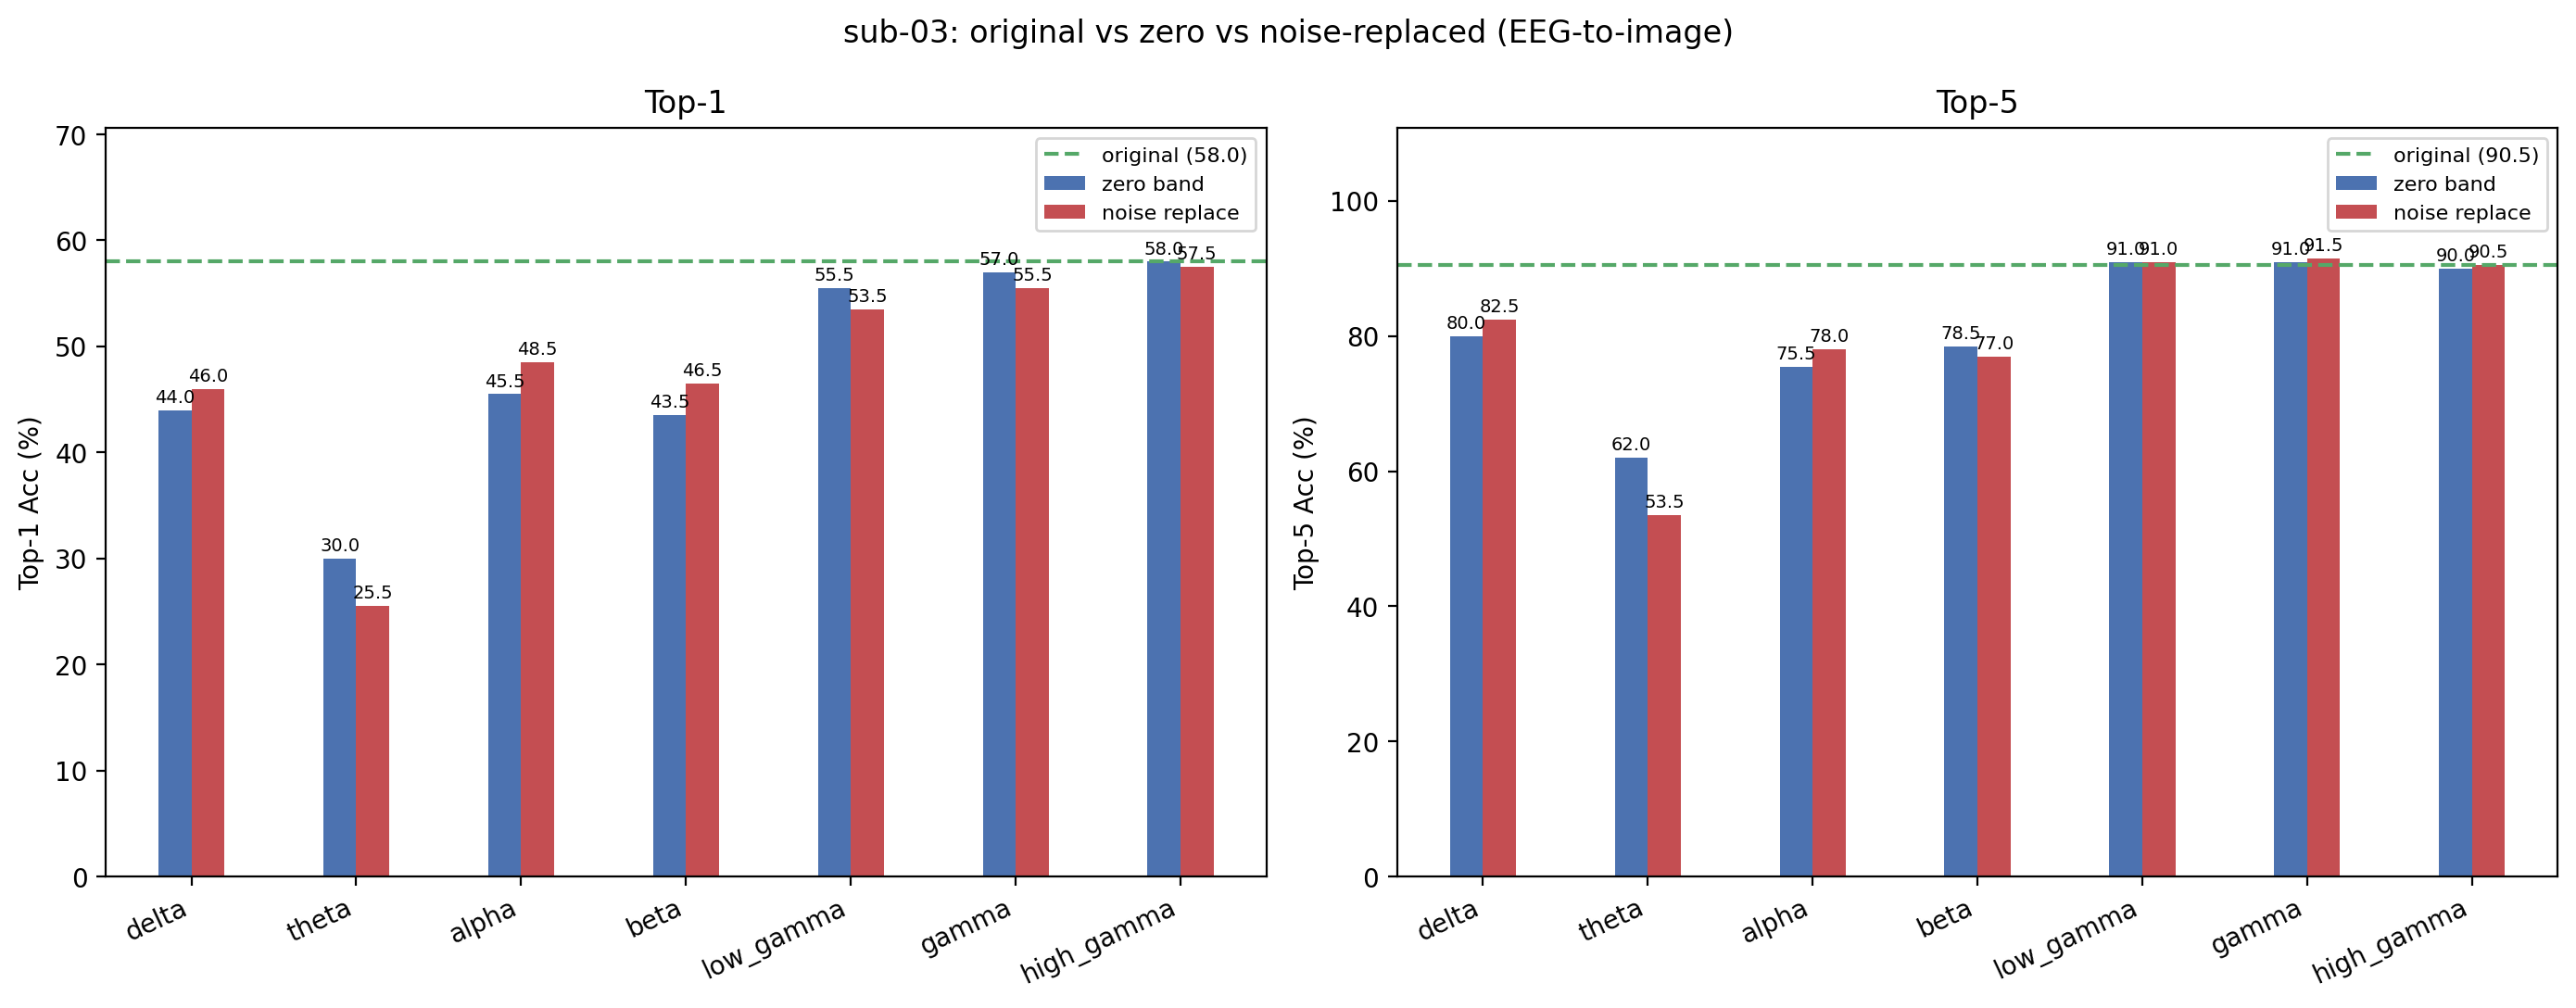 sub-03: original vs zero vs noise-replaced (EEG-to-image)
Top-1
Top-1 Acc (%)
70
60
50
40
30
20
10
0
original (58.0)
zero band
noise replace
44.0
46.0
30.0
25.5
45.5
48.5
43.5
46.5
55.5
53.5
57.0
55.5
58.0
57.5
delta
theta
alpha
beta
low_gamma
gamma
high_gamma
Top-5
Top-5 Acc (%)
100
80
60
40
20
0
original (90.5)
zero band
noise replace
80.0
82.5
62.0
53.5
75.5
78.0
78.5
77.0
91.0
91.0
91.0
91.5
90.0
90.5
delta
theta
alpha
beta
low_gamma
gamma
high_gamma